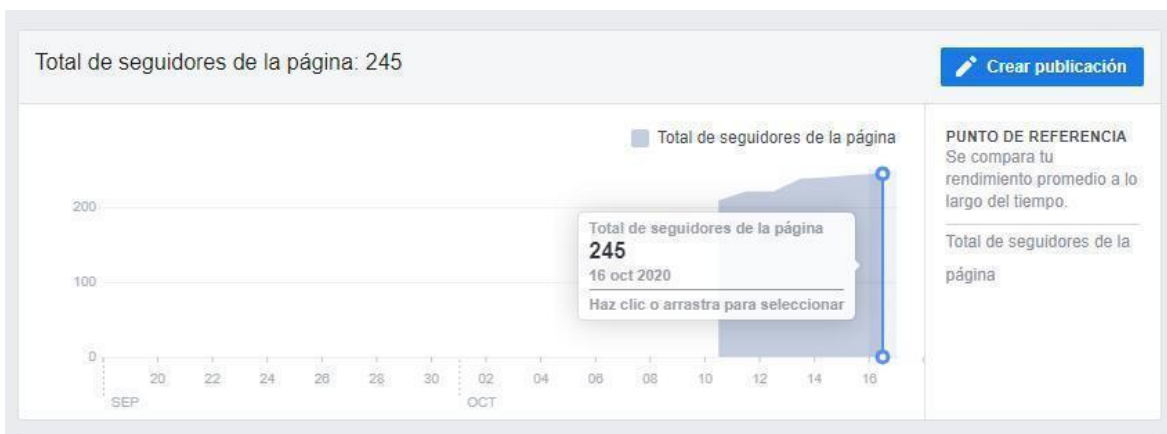 Total de seguidores de la página: 245
Crear publicación
Total de seguidores de la página
PUNTO DE REFERENCIA
Se compara tu
rendimiento promedio a lo
largo del tiempo.
Total de seguidores de la
página
200
100
0
Total de seguidores de la página
245
16 oct 2020
Haz clic o arrastra para seleccionar
20 22 24 26 28 30 02 04 06 08 10 12 14 16
SEP OCT